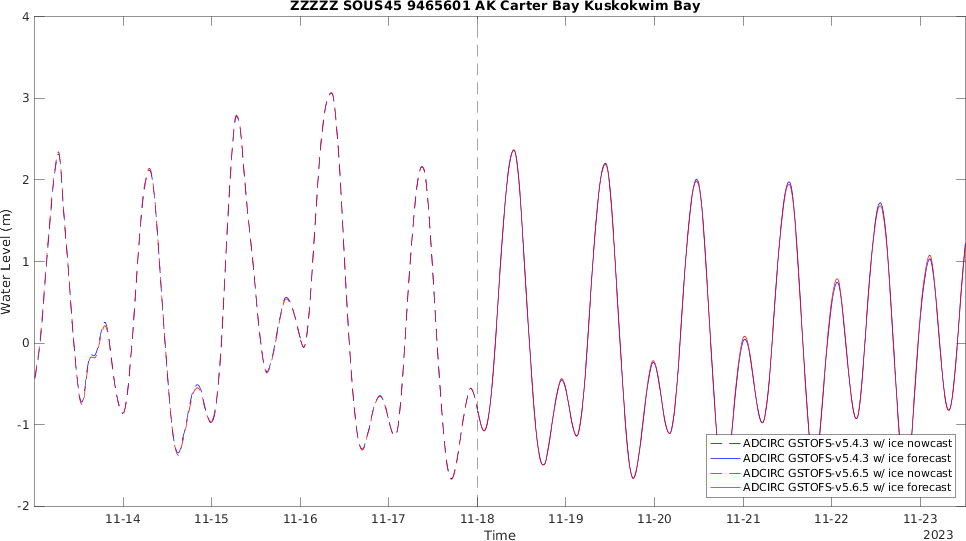 ZZZZZ SOUS45 9465601 AK Carter Bay Kuskokwim Bay
4
3
2
1
0
-1
-2
Water Level (m)
11-14
11-15
11-16
11-17
11-18
11-19
11-20
11-21
11-22
11-23
2023
Time
ADCIRC GSTOFS-v5.4.3 w/ ice nowcast
ADCIRC GSTOFS-v5.4.3 w/ ice forecast
ADCIRC GSTOFS-v5.6.5 w/ ice nowcast
ADCIRC GSTOFS-v5.6.5 w/ ice forecast